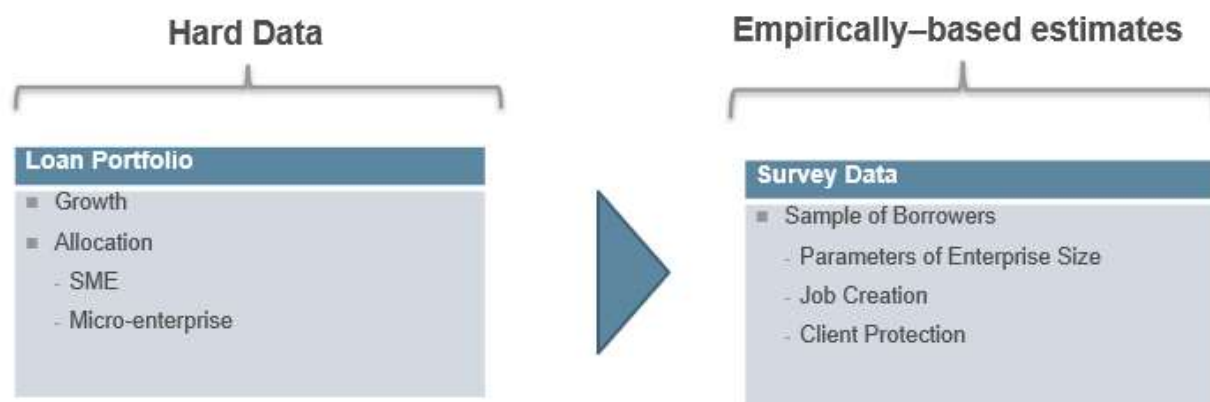 Hard Data
Loan Portfolio
■ Growth
■ Allocation
- SME
- Micro-enterprise
Empirically–based estimates
Survey Data
■ Sample of Borrowers
- Parameters of Enterprise Size
- Job Creation
- Client Protection